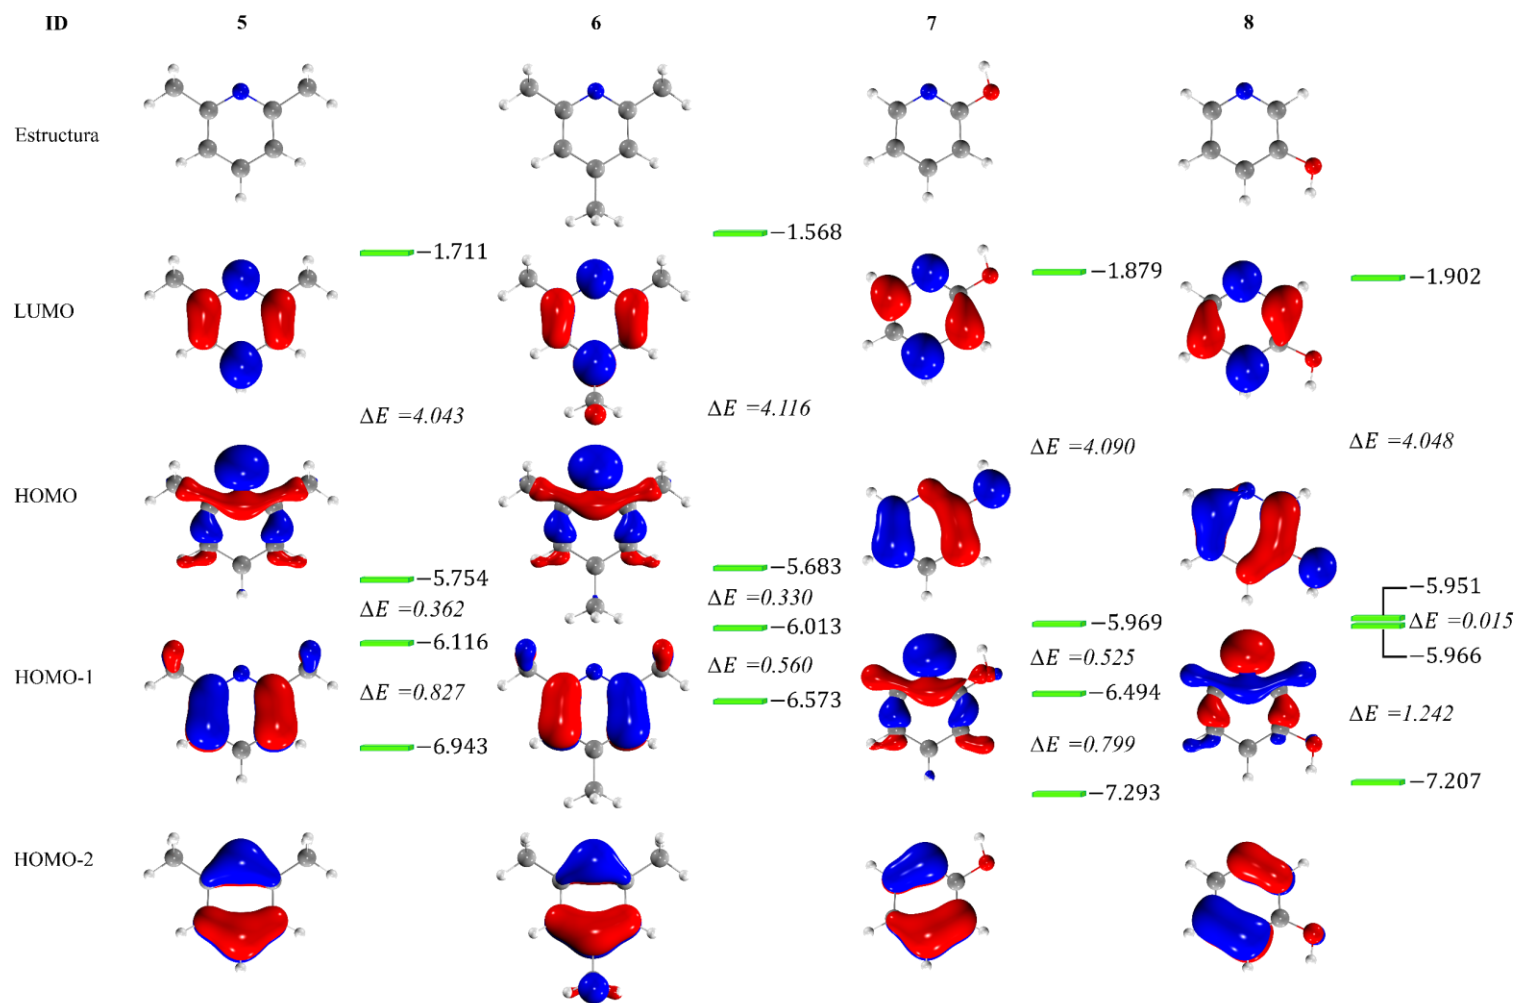 ID 5 6 7 8
Estructura
−1.568
−1.711
−1.879
−1.902
LUMO
ΔE =4.043
ΔE =4.116
ΔE =4.090
ΔE =4.048
HOMO
−5.683
−5.754
−5.951
ΔE =0.362
ΔE =0.330
−5.969
ΔE =0.015
−6.116
−6.013
−5.966
HOMO-1
ΔE =0.827
ΔE =0.560
ΔE =0.525
−6.573
−6.494
ΔE =1.242
−6.943
ΔE =0.799
−7.293
−7.207
HOMO-2